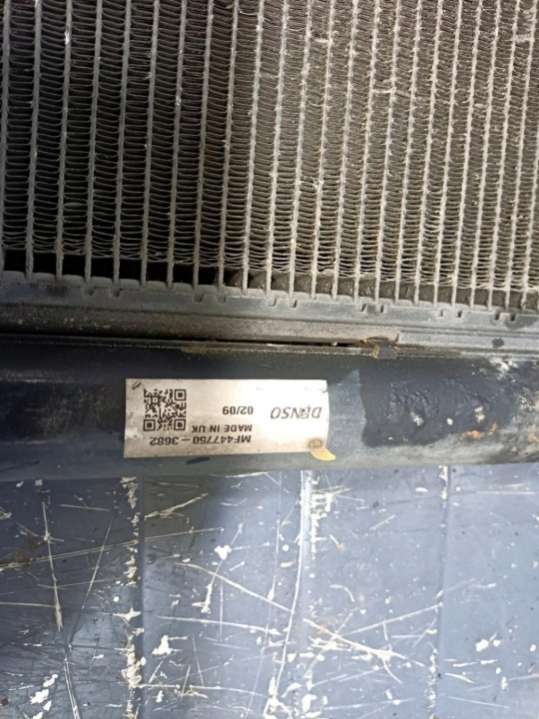 DENSO
02/09
MADE IN UK
MF447750-3682